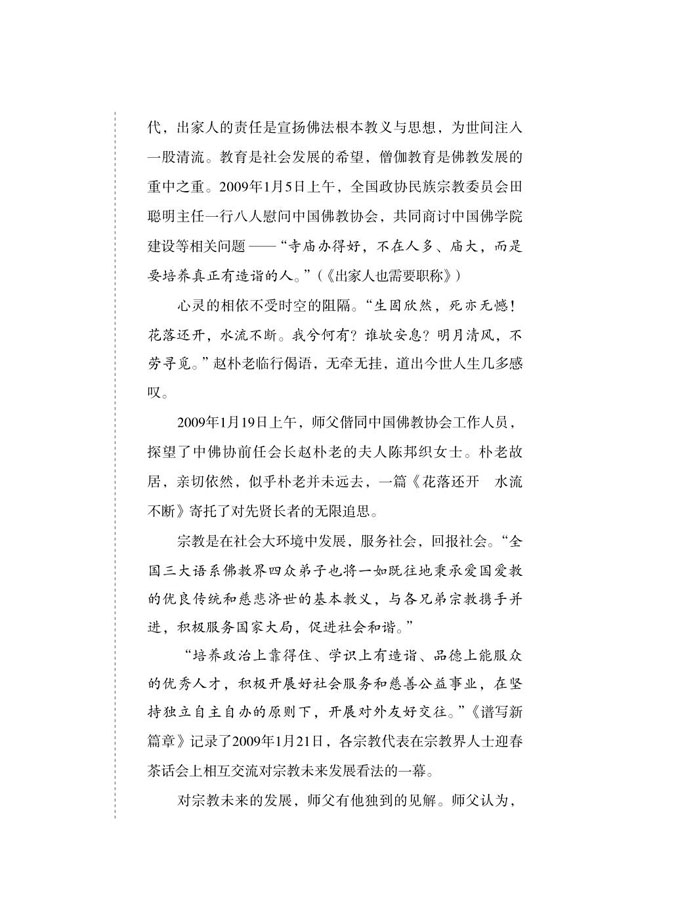 代，出家人的责任是宣扬佛法根本教义与思想，为世间注入
一股清流。教育是社会发展的希望，僧伽教育是佛教发展的
重中之重。2009年1月5日上午，全国政协民族宗教委员会田
聪明主任一行八人慰问中国佛教协会，共同商讨中国佛学院
建设等相关问题——“寺庙办得好，不在人多、庙大，而是
要培养真正有造诣的人。”（《出家人也需要职称》）
心灵的相依不受时空的阻隔。“生固欣然，死亦无憾！
花落还开，水流不断。我兮何有？谁欤安息？明月清风，不
劳寻觅。”赵朴老临行偈语，无牵无挂，道出今世人生几多感
叹。
2009年1月19日上午，师父偕同中国佛教协会工作人员，
探望了中佛协前任会长赵朴老的夫人陈邦织女士。朴老故
居，亲切依然，似乎朴老并未远去，一篇《花落还开　水流
不断》寄托了对先贤长者的无限追思。
宗教是在社会大环境中发展，服务社会，回报社会。“全
国三大语系佛教界四众弟子也将一如既往地秉承爱国爱教
的优良传统和慈悲济世的基本教义，与各兄弟宗教携手并
进，积极服务国家大局，促进社会和谐。”
“培养政治上靠得住、学识上有造诣、品德上能服众
的优秀人才，积极开展好社会服务和慈善公益事业，在坚
持独立自主自办的原则下，开展对外友好交往。”《谱写新
篇章》记录了2009年1月21日，各宗教代表在宗教界人士迎春
茶话会上相互交流对宗教未来发展看法的一幕。
对宗教未来的发展，师父有他独到的见解。师父认为，